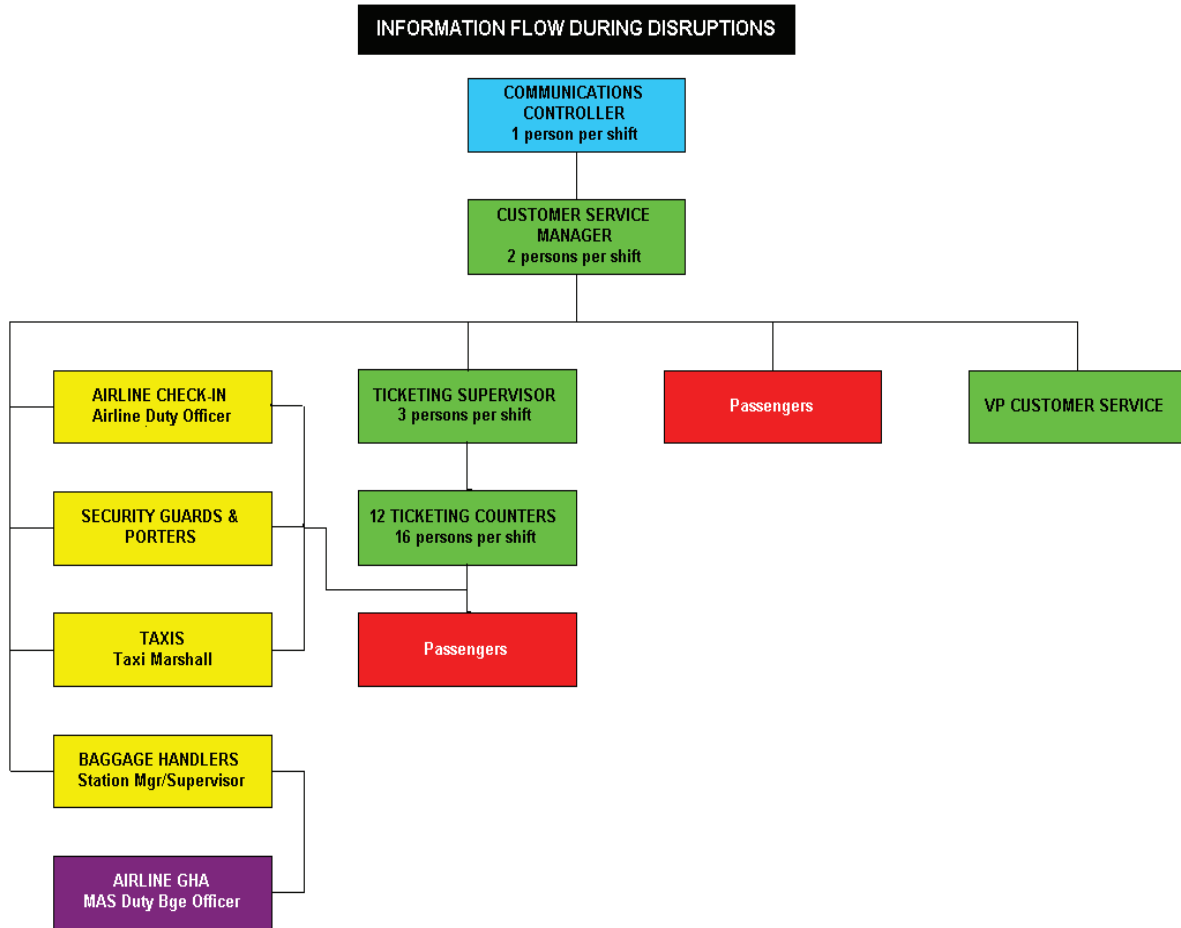 INFORMATION FLOW DURING DISRUPTIONS
COMMUNICATIONS
CONTROLLER
1 person per shift
CUSTOMER SERVICE
MANAGER
2 persons per shift
AIRLINE CHECK-IN
Airline Duty Officer
TICKETING SUPERVISOR
3 persons per shift
Passengers
VP CUSTOMER SERVICE
SECURITY GUARDS &
PORTERS
12 TICKETING COUNTERS
16 persons per shift
TAXIS
Taxi Marshall
Passengers
BAGGAGE HANDLERS
Station Mgr/Supervisor
AIRLINE GHA
MAS Duty Bge Officer